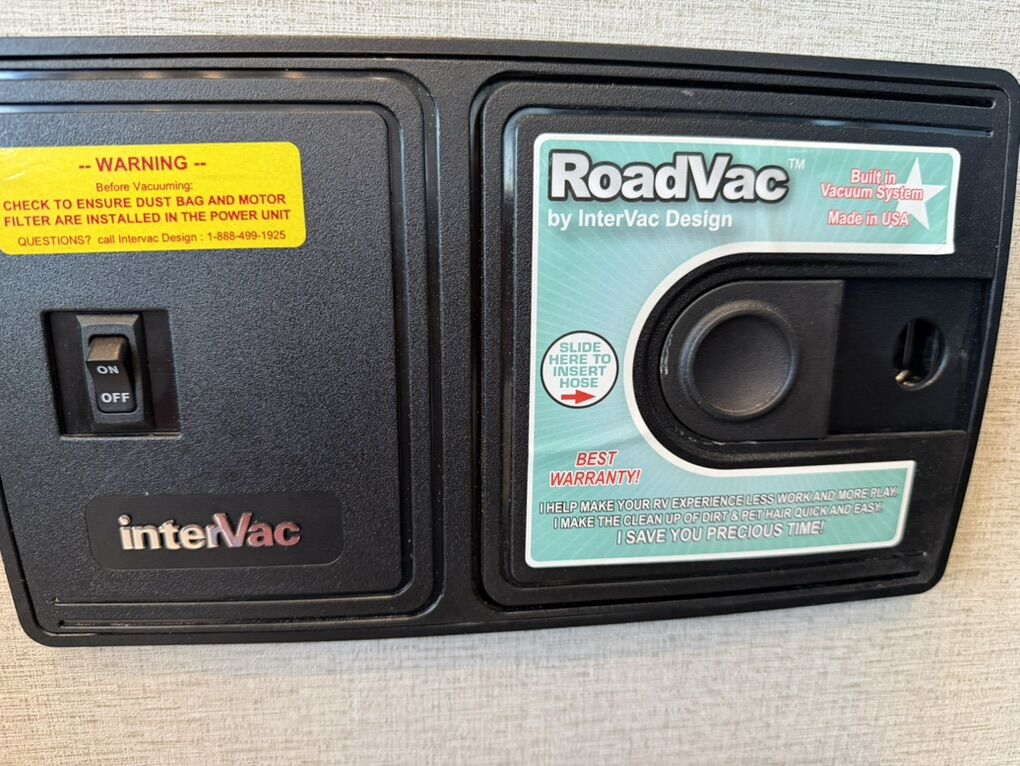 -- WARNING --
Before Vacuuming:
CHECK TO ENSURE DUST BAG AND MOTOR
FILTER ARE INSTALLED IN THE POWER UNIT
QUESTIONS? call Intervac Design : 1-888-499-1925
ON
OFF
interVac
RoadVac™
by InterVac Design
Built in
Vacuum System
Made in USA
SLIDE
HERE TO
INSERT
HOSE
BEST
WARRANTY!
I HELP MAKE YOUR RV EXPERIENCE LESS WORK AND MORE PLAY.
I MAKE THE CLEAN UP OF DIRT & PET HAIR QUICK AND EASY.
I SAVE YOU PRECIOUS TIME!